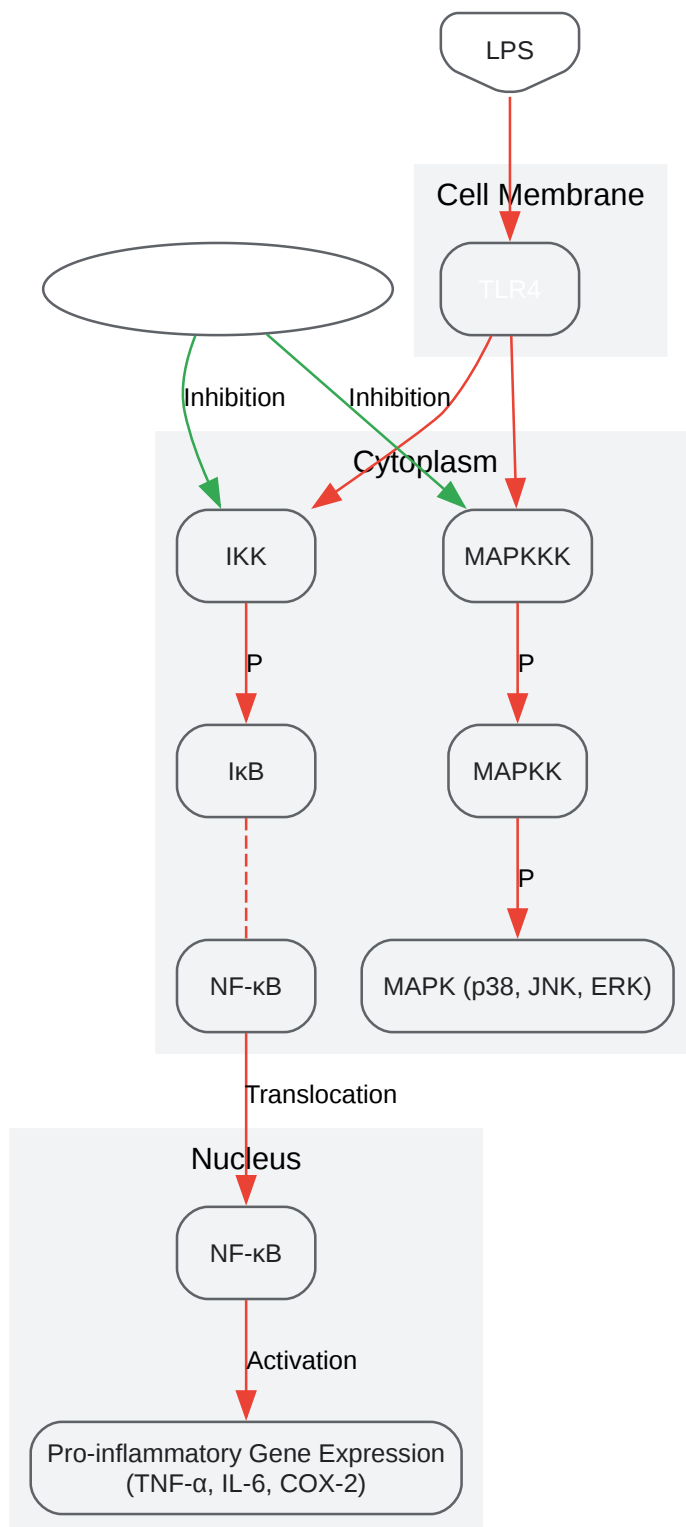 LPS
Cell Membrane
TLR4
Inhibition
Inhibition
Cytoplasm
IKK
MAPKKK
P
P
IκB
MAPKK
P
NF-κB
MAPK (p38, JNK, ERK)
Translocation
Nucleus
NF-κB
Activation
Pro-inflammatory Gene Expression
(TNF-α, IL-6, COX-2)